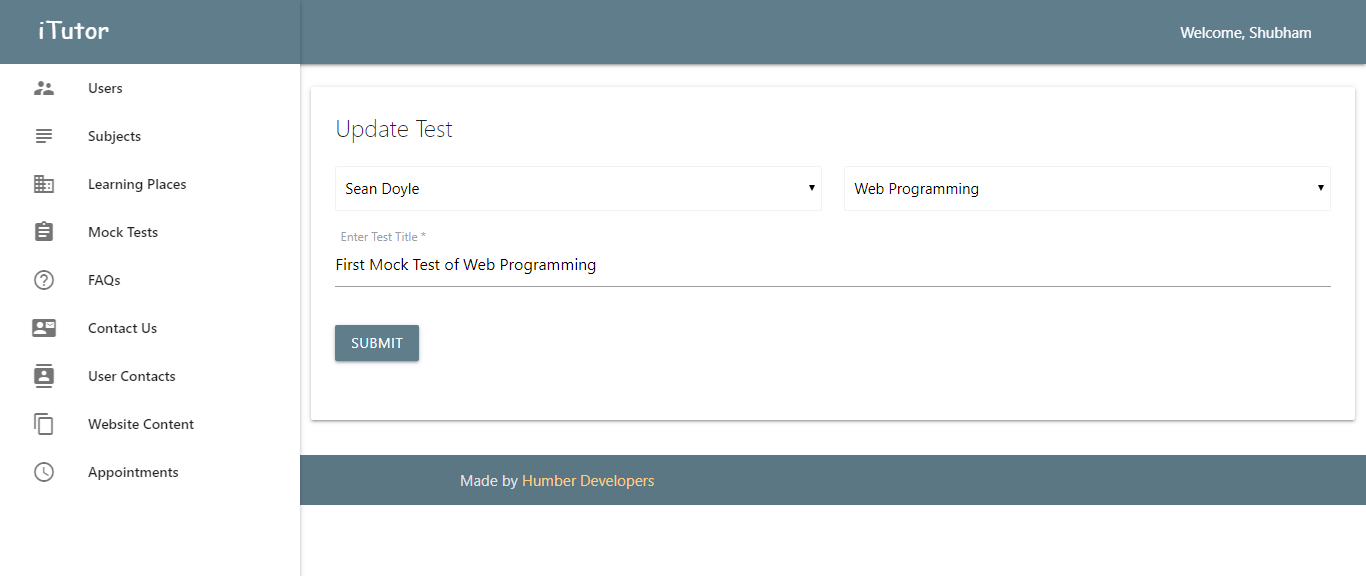 iTutor
Welcome, Shubham
Users
Subjects
Learning Places
Mock Tests
FAQs
Contact Us
User Contacts
Website Content
Appointments
Update Test
Sean Doyle
Web Programming
Enter Test Title *
First Mock Test of Web Programming
SUBMIT
Made by Humber Developers